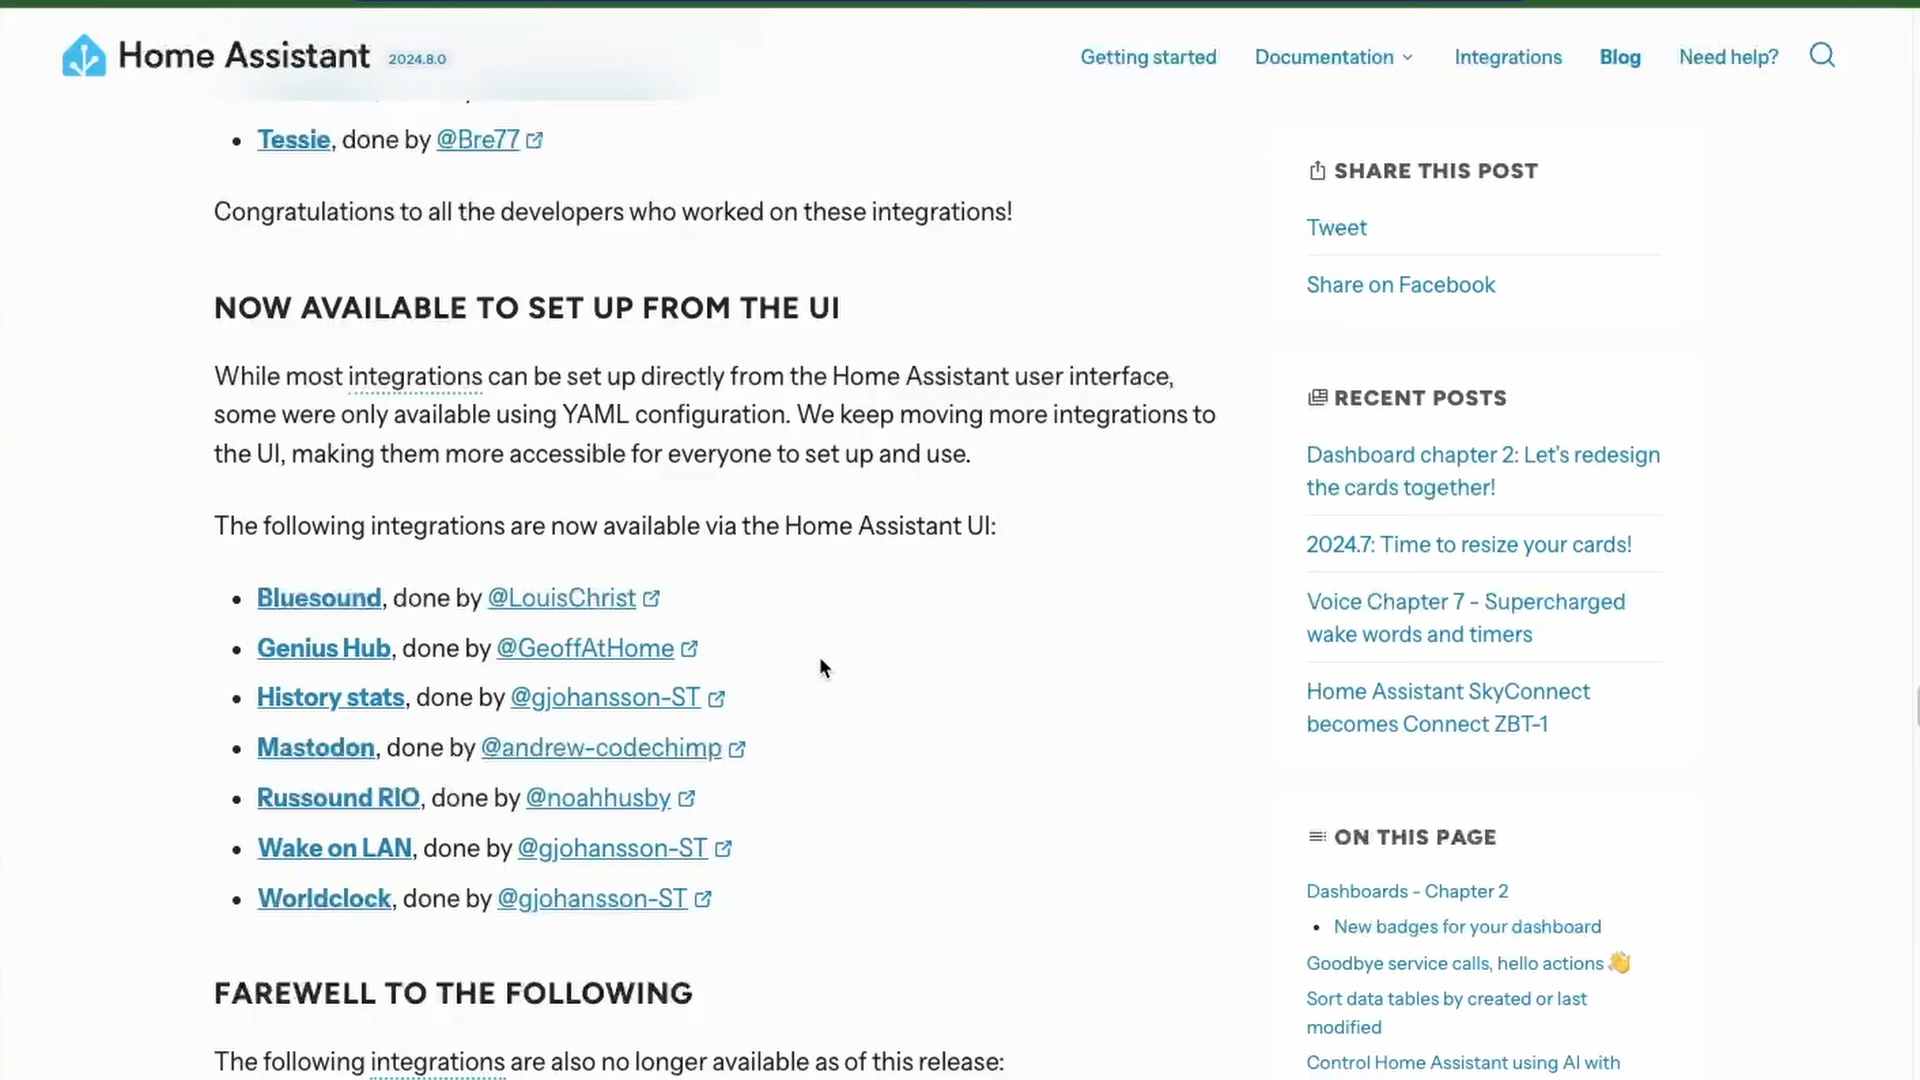 Home Assistant 2024.8.0
Getting started Documentation Integrations Blog Need help?
Tessie, done by @Bre77
Congratulations to all the developers who worked on these integrations!
NOW AVAILABLE TO SET UP FROM THE UI
While most integrations can be set up directly from the Home Assistant user interface,
some were only available using YAML configuration. We keep moving more integrations to
the UI, making them more accessible for everyone to set up and use.
The following integrations are now available via the Home Assistant UI:
Bluesound, done by @LouisChrist
Genius Hub, done by @GeoffAtHome
History stats, done by @gjohansson-ST
Mastodon, done by @andrew-codechimp
Russound RIO, done by @noahhusby
Wake on LAN, done by @gjohansson-ST
Worldclock, done by @gjohansson-ST
FAREWELL TO THE FOLLOWING
The following integrations are also no longer available as of this release:
SHARE THIS POST
Tweet
Share on Facebook
RECENT POSTS
Dashboard chapter 2: Let's redesign
the cards together!
2024.7: Time to resize your cards!
Voice Chapter 7 - Supercharged
wake words and timers
Home Assistant SkyConnect
becomes Connect ZBT-1
ON THIS PAGE
Dashboards - Chapter 2
New badges for your dashboard
Goodbye service calls, hello actions 👋
Sort data tables by created or last
modified
Control Home Assistant using AI with